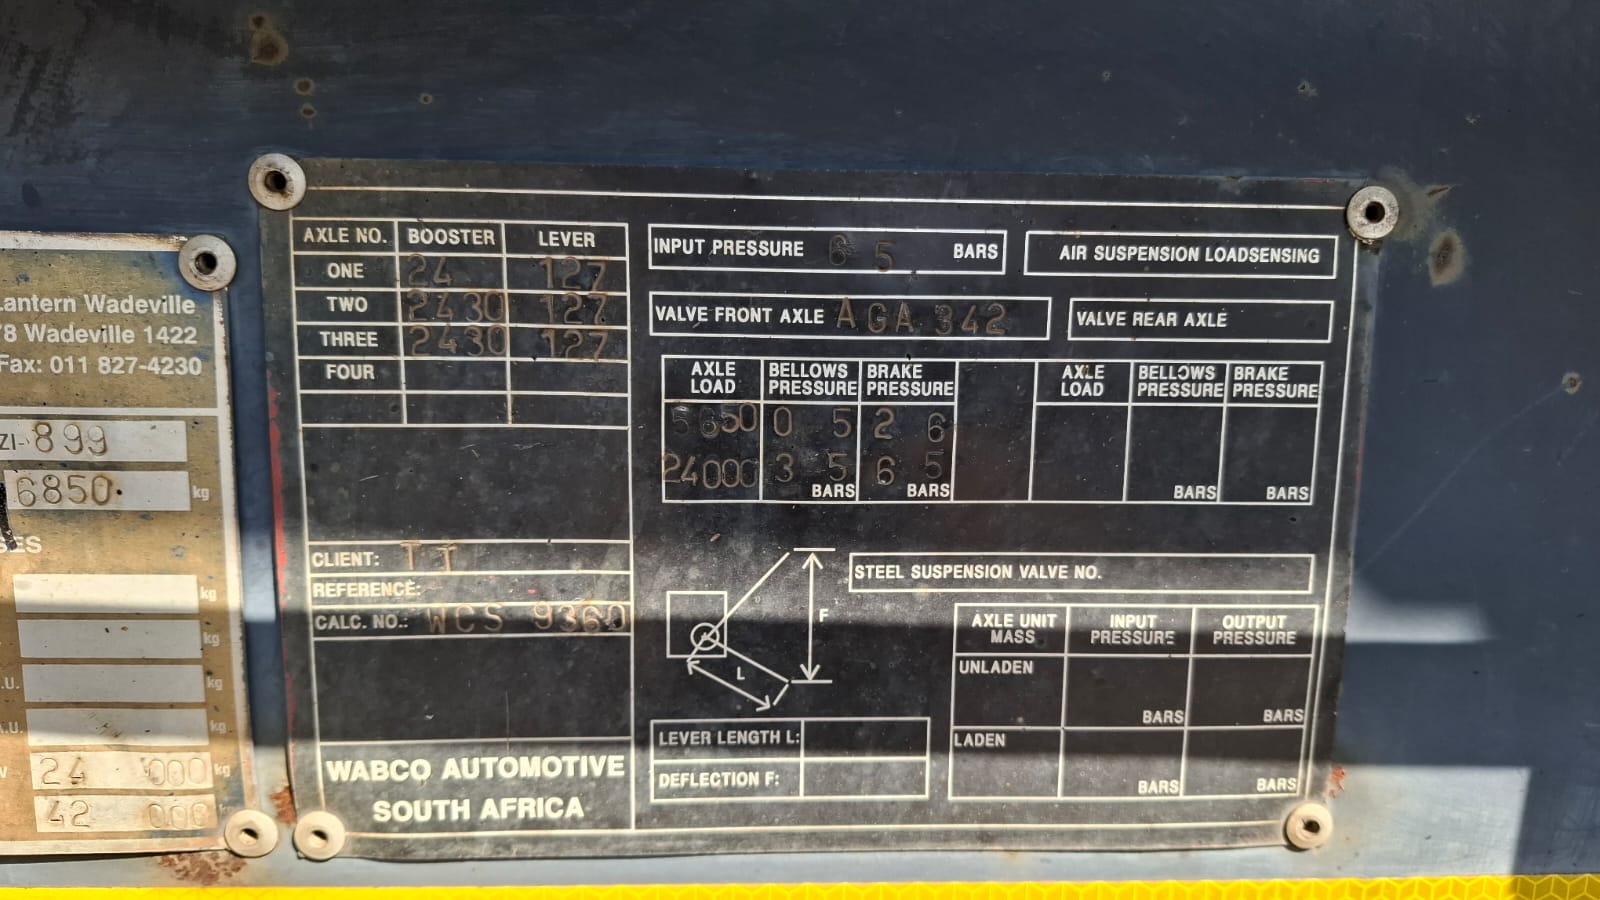 Lantern Wadeville
78 Wadeville 1422
Fax: 011 827-4230
ZI-899
6850 kg
SES
kg
kg
.U. kg
A.U. kg
24 000 kg
42 000
AXLE NO. BOOSTER LEVER
ONE 24 127
TWO 2430 127
THREE 2430 127
FOUR
CLIENT: TT
REFERENCE:
CALC. NO.: WCS 9360
WABCO AUTOMOTIVE
SOUTH AFRICA
INPUT PRESSURE 6 5 BARS
AIR SUSPENSION LOADSENSING
VALVE FRONT AXLE AGA 342
VALVE REAR AXLE
AXLE LOAD BELLOWS PRESSURE BRAKE PRESSURE
5850 0 5 2 6
24000 3 5 6 5
BARS BARS
AXLE LOAD BELLOWS PRESSURE BRAKE PRESSURE
BARS BARS
F
L
LEVER LENGTH L:
DEFLECTION F:
STEEL SUSPENSION VALVE NO.
AXLE UNIT MASS INPUT PRESSURE OUTPUT PRESSURE
UNLADEN
BARS BARS
LADEN
BARS BARS